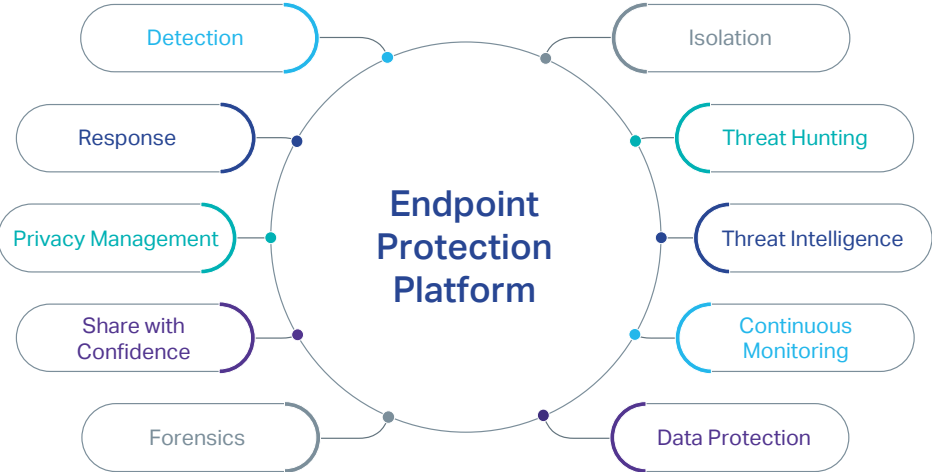 Detection
Isolation
Response
Threat Hunting
Endpoint
Protection
Platform
Privacy Management
Threat Intelligence
Share with
Confidence
Continuous
Monitoring
Forensics
Data Protection